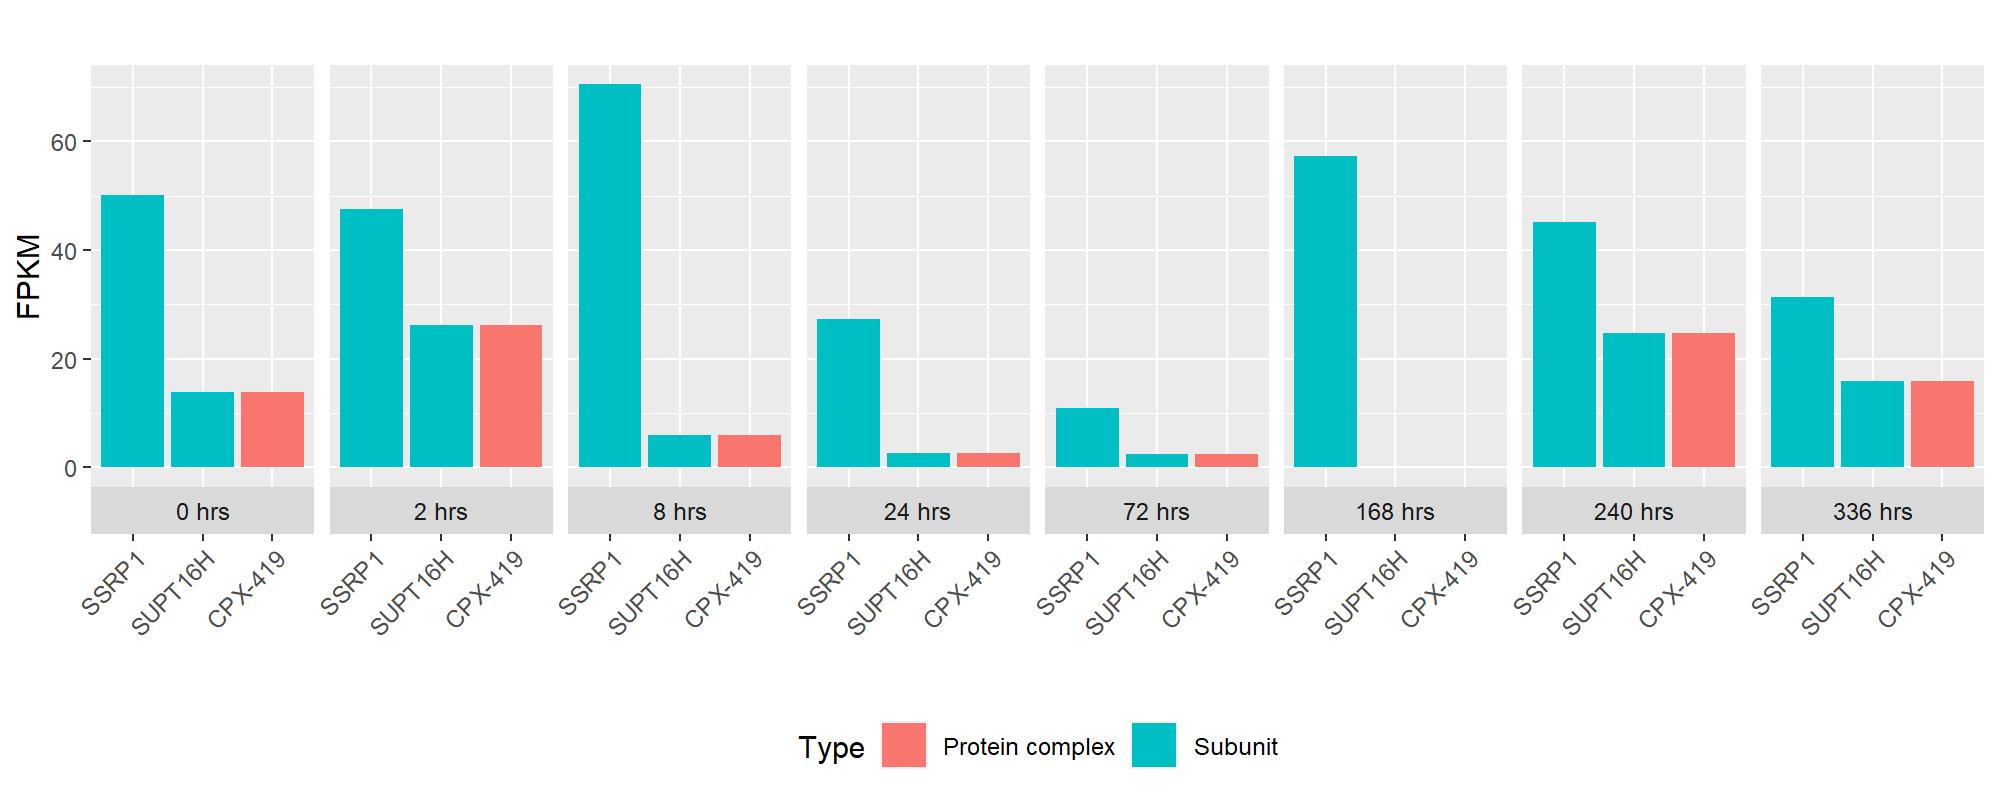 FPKM
60
40
20
0
0 hrs 2 hrs 8 hrs 24 hrs 72 hrs 168 hrs 240 hrs 336 hrs
SSRP1 SUPT16H CPX-419 SSRP1 SUPT16H CPX-419 SSRP1 SUPT16H CPX-419 SSRP1 SUPT16H CPX-419 SSRP1 SUPT16H CPX-419 SSRP1 SUPT16H CPX-419 SSRP1 SUPT16H CPX-419 SSRP1 SUPT16H CPX-419
Type Protein complex Subunit